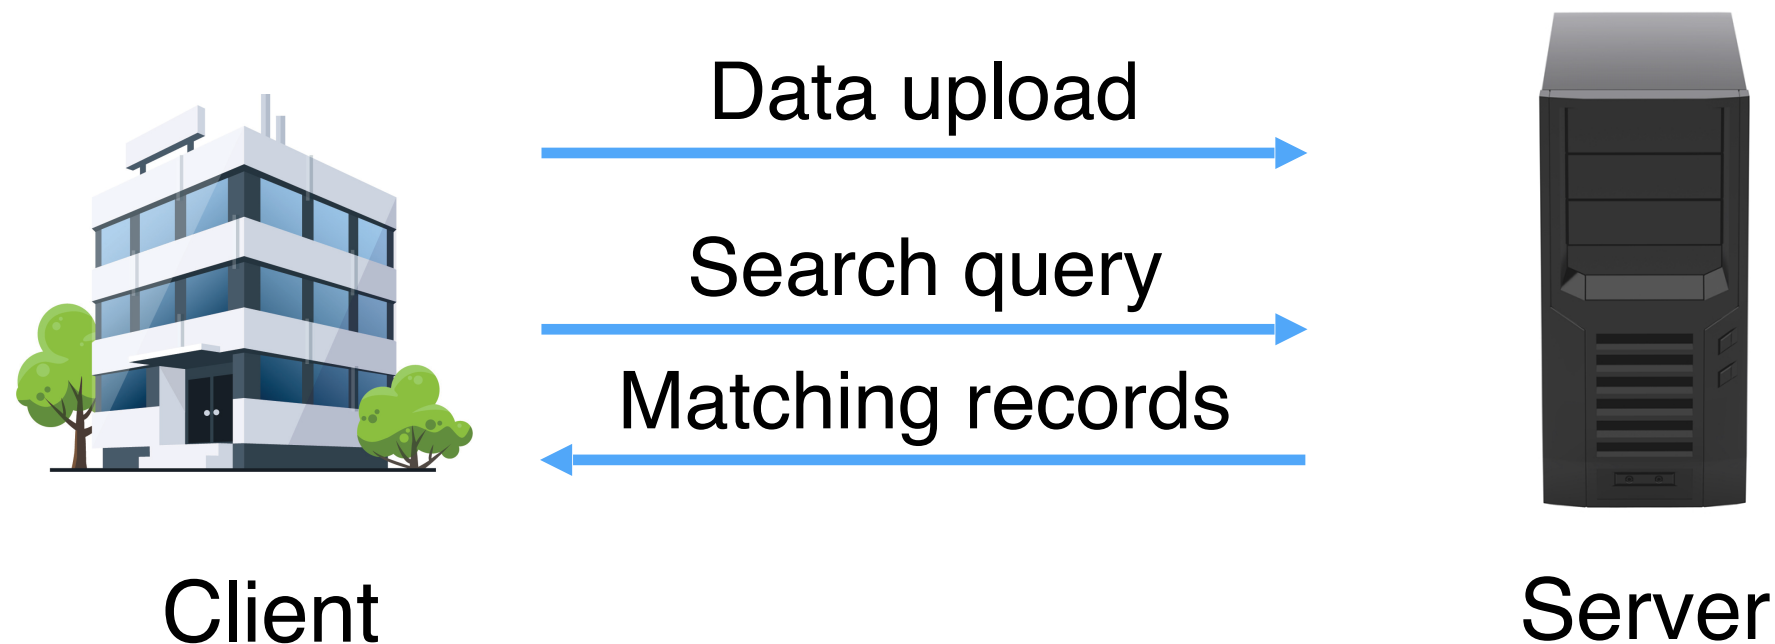 Data upload
Search query
Matching records
Client
Server